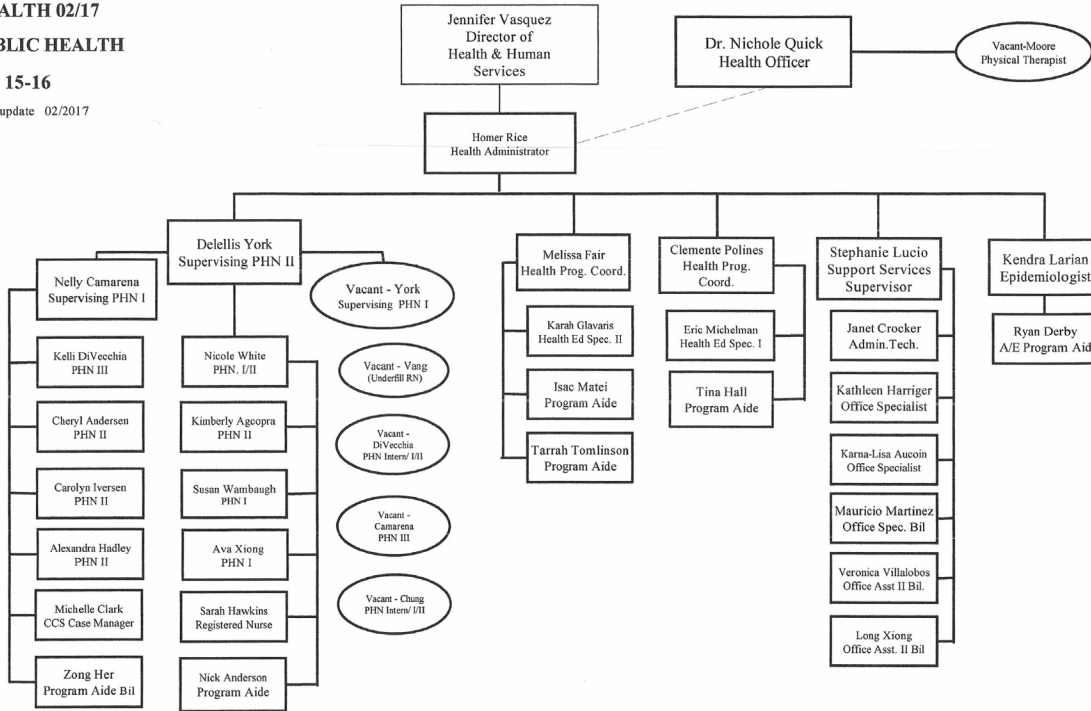 ALTH 02/17
BLIC HEALTH
15-16
update 02/2017
Jennifer Vasquez
Director of
Health & Human
Services
Dr. Nichole Quick
Health Officer
Vacant-Moore
Physical Therapist
Homer Rice
Health Administrator
Delellis York
Supervising PHN II
Nelly Camarena
Supervising PHN I
Vacant - York
Supervising PHN I
Melissa Fair
Health Prog. Coord.
Clemente Polines
Health Prog.
Coord.
Stephanie Lucio
Support Services
Supervisor
Kendra Larian
Epidemiologist
Kelli DiVecchia
PHN III
Cheryl Andersen
PHN II
Carolyn Iversen
PHN II
Alexandra Hadley
PHN II
Michelle Clark
CCS Case Manager
Zong Her
Program Aide Bil
Nicole White
PHN. I/II
Kimberly Agcopra
PHN II
Susan Wambaugh
PHN I
Ava Xiong
PHN I
Sarah Hawkins
Registered Nurse
Nick Anderson
Program Aide
Vacant - Vang
(Underfill RN)
Vacant -
DiVecchia
PHN Intern/ I/II
Vacant -
Camarena
PHN III
Vacant - Chung
PHN Intern/ I/II
Karah Glavaris
Health Ed Spec. II
Isac Matei
Program Aide
Tarrah Tomlinson
Program Aide
Eric Michelman
Health Ed Spec. I
Tina Hall
Program Aide
Janet Crocker
Admin.Tech.
Kathleen Harriger
Office Specialist
Karna-Lisa Aucoin
Office Specialist
Mauricio Martinez
Office Spec. Bil
Veronica Villalobos
Office Asst II Bil.
Long Xiong
Office Asst. II Bil
Ryan Derby
A/E Program Aid